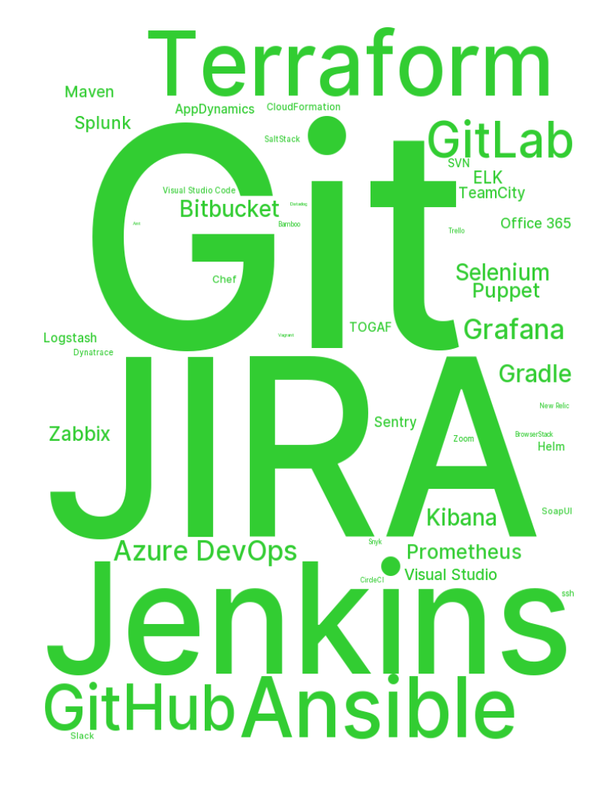 Terraform
Maven
AppDynamics
CloudFormation
Splunk
Git
GitLab
SaltStack
SVN
ELK
TeamCity
Visual Studio Code
Bitbucket
Bamboo
Office 365
Trello
Selenium
Chef
Puppet
TOGAF
Grafana
Logstash
Dynatrace
JIRA
Gradle
New Relic
Sentry
Zabbix
Zoom
BrowserStack
Helm
Kibana
SoapUI
Snyk
Azure DevOps
Prometheus
Visual Studio
CircleCI
Jenkins
ssh
GitHub
Ansible
Slack